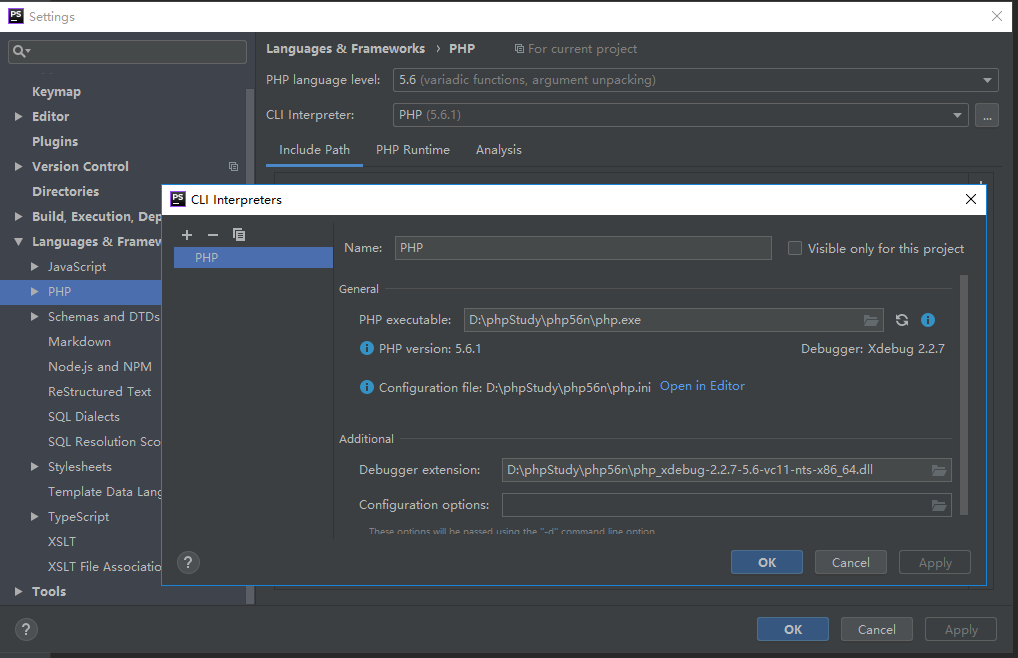 PS Settings
Languages & Frameworks › PHP For current project
PHP language level: 5.6 (variadic functions, argument unpacking)
CLI Interpreter: PHP (5.6.1) ...
Include Path PHP Runtime Analysis
Keymap
Editor
Plugins
Version Control
Directories
Build, Execution, Dep
Languages & Framew
JavaScript
PHP
Schemas and DTDs
Markdown
Node.js and NPM
ReStructured Text
SQL Dialects
SQL Resolution Sco
Stylesheets
Template Data Lang
TypeScript
XSLT
XSLT File Associatio
Tools
PS CLI Interpreters
PHP
Name: PHP Visible only for this project
General
PHP executable: D:\phpStudy\php56n\php.exe
PHP version: 5.6.1 Debugger: Xdebug 2.2.7
Configuration file: D:\phpStudy\php56n\php.ini Open in Editor
Additional
Debugger extension: D:\phpStudy\php56n\php_xdebug-2.2.7-5.6-vc11-nts-x86_64.dll
Configuration options:
These options will be passed using the "-d" command line option
? OK Cancel Apply
? OK Cancel Apply